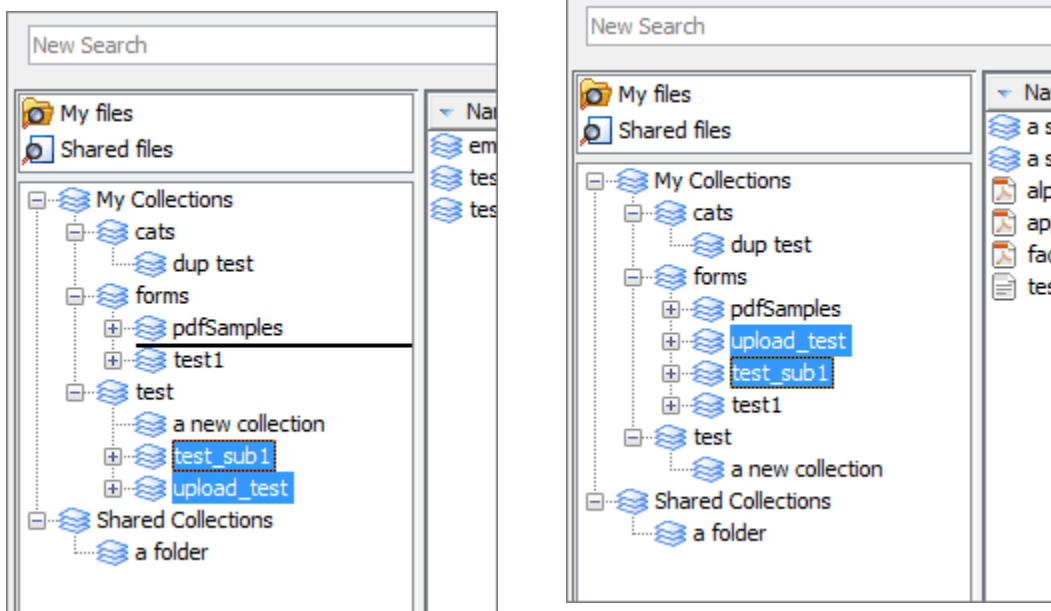 New Search
My files
Shared files
My Collections
cats
dup test
forms
pdfSamples
test1
test
a new collection
test_sub1
upload_test
Shared Collections
a folder
New Search
My files
Shared files
My Collections
cats
dup test
forms
pdfSamples
upload_test
test_sub1
test1
test
a new collection
Shared Collections
a folder
a s
a s